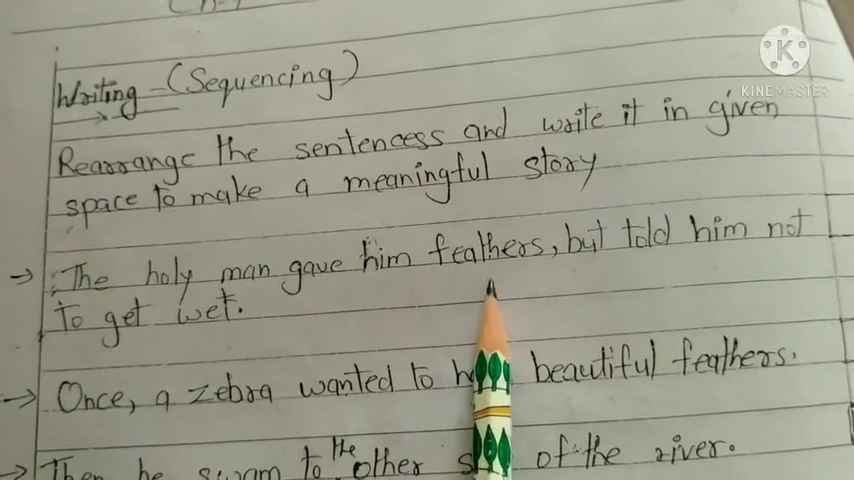 KINEMASTER
Writing - (Sequencing)
Rearrange the sentencess and write it in given
space to make a meaningful story
→ The holy man gave him feathers, but told him not
to get wet.
→ Once, a zebra wanted to beautiful feathers.
→ Then he swam to the other of the river.